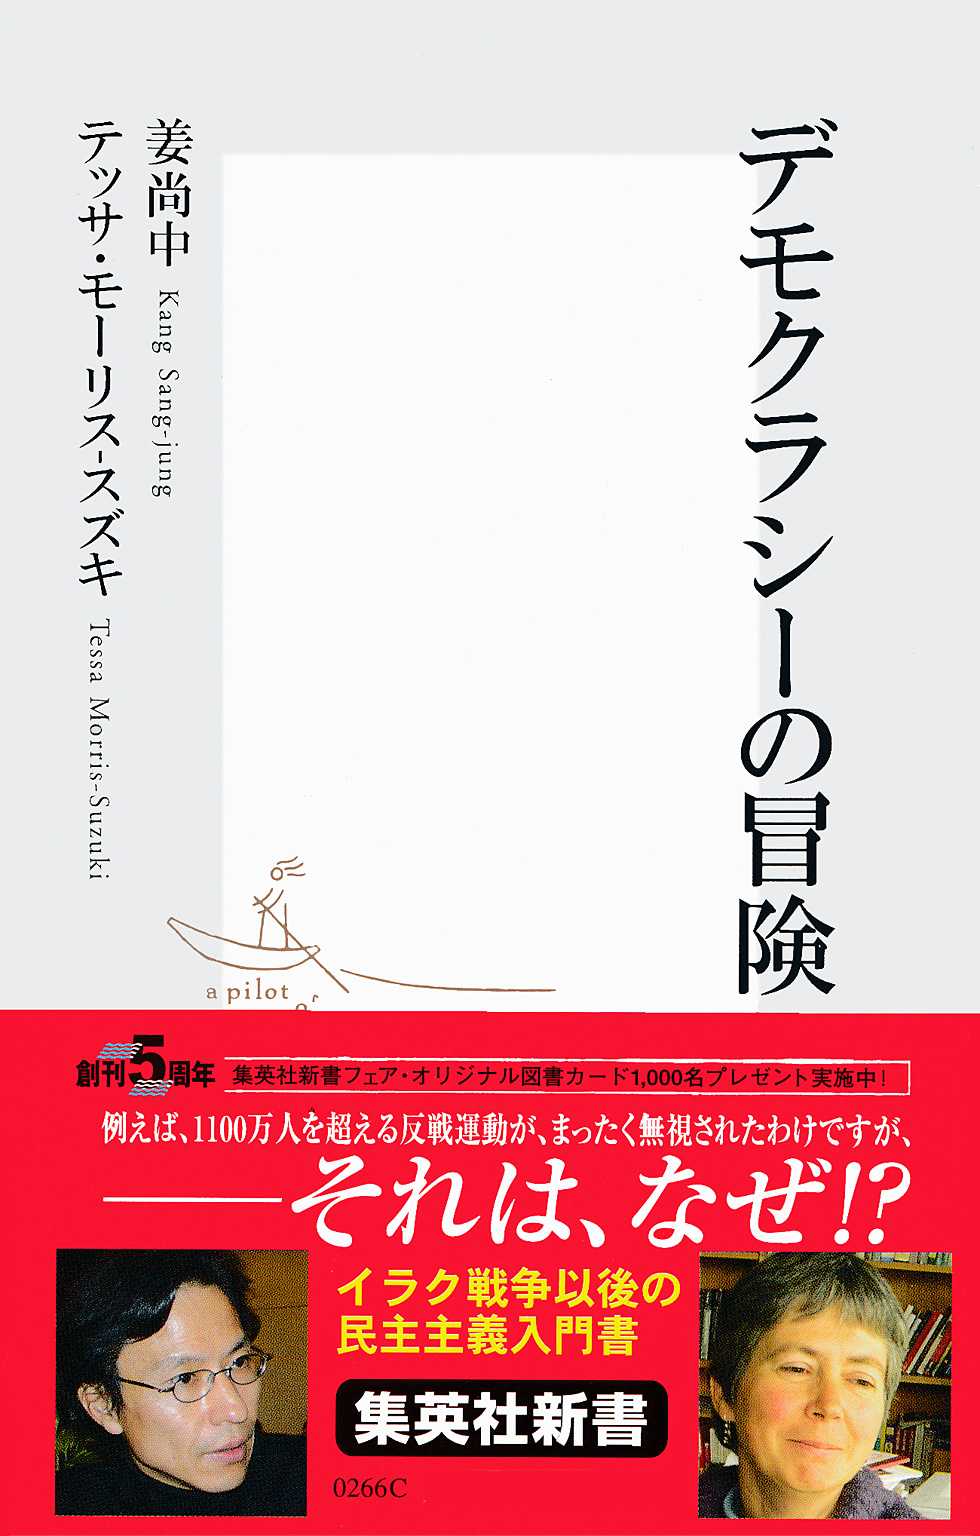 デモクラシーの冒険
姜尚中 Kang Sang-jung
テッサ・モーリス-スズキ Tessa Morris-Suzuki
a pilot
創刊5周年 集英社新書フェア・オリジナル図書カード1,000名プレゼント実施中!
例えば、1100万人を超える反戦運動が、まったく無視されたわけですが、
――それは、なぜ!?
イラク戦争以後の
民主主義入門書
集英社新書
0266C